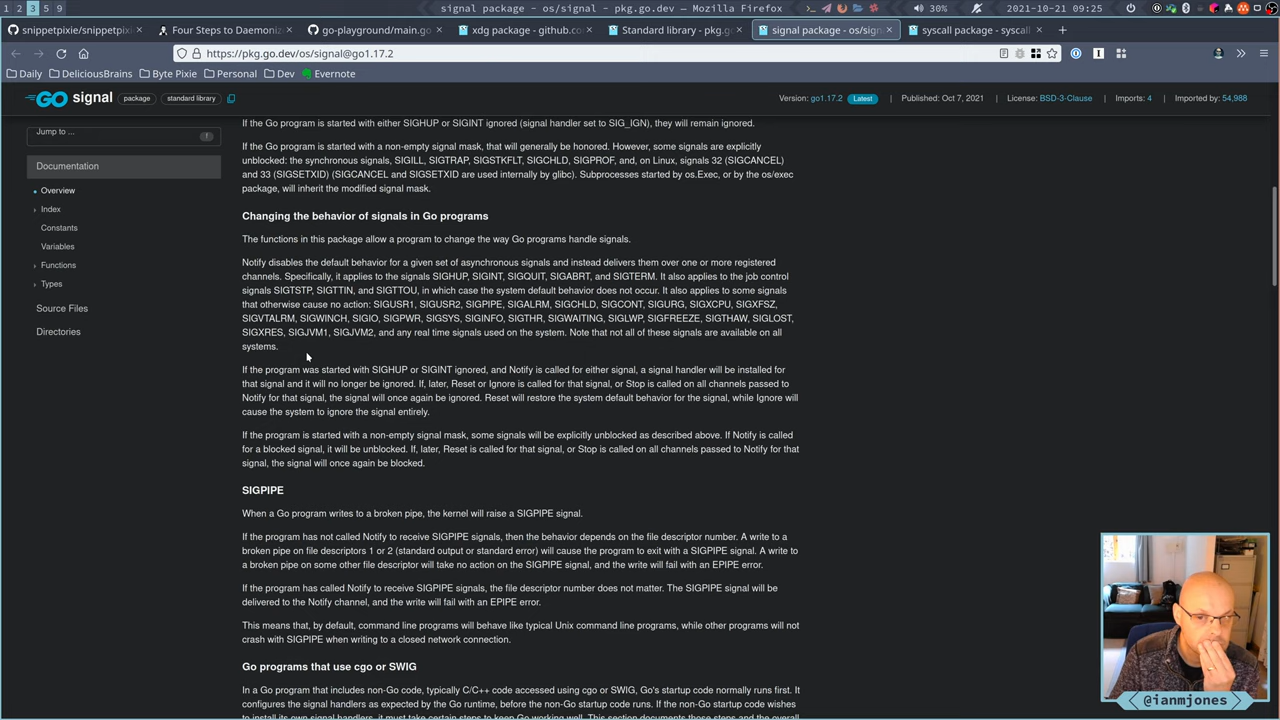 1 2 3 5 9
signal package - os/signal - pkg.go.dev — Mozilla Firefox
50%
30%
2021-10-21 09:25
snippetpixie/snippetpixi
Four Steps to Daemoniz
go-playground/main.go
xdg package - github.co
Standard library - pkg.g
signal package - os/sign
syscall package - syscall
https://pkg.go.dev/os/signal@go1.17.2
Daily
DeliciousBrains
Byte Pixie
Personal
Dev
Evernote
GO signal package standard library
Version: go1.17.2 Latest | Published: Oct 7, 2021 | License: BSD-3-Clause | Imports: 4 | Imported by: 54,988
Jump to ...
Documentation
Overview
Index
Constants
Variables
Functions
Types
Source Files
Directories
If the Go program is started with either SIGHUP or SIGINT ignored (signal handler set to SIG_IGN), they will remain ignored.
If the Go program is started with a non-empty signal mask, that will generally be honored. However, some signals are explicitly
unblocked: the synchronous signals, SIGILL, SIGTRAP, SIGSTKFLT, SIGCHLD, SIGPROF, and, on Linux, signals 32 (SIGCANCEL)
and 33 (SIGSETXID) (SIGCANCEL and SIGSETXID are used internally by glibc). Subprocesses started by os.Exec, or by the os/exec
package, will inherit the modified signal mask.
Changing the behavior of signals in Go programs
The functions in this package allow a program to change the way Go programs handle signals.
Notify disables the default behavior for a given set of asynchronous signals and instead delivers them over one or more registered
channels. Specifically, it applies to the signals SIGHUP, SIGINT, SIGQUIT, SIGABRT, and SIGTERM. It also applies to the job control
signals SIGTSTP, SIGTTIN, and SIGTTOU, in which case the system default behavior does not occur. It also applies to some signals
that otherwise cause no action: SIGUSR1, SIGUSR2, SIGPIPE, SIGALRM, SIGCHLD, SIGCONT, SIGURG, SIGXCPU, SIGXFSZ,
SIGVTALRM, SIGWINCH, SIGIO, SIGPWR, SIGSYS, SIGINFO, SIGTHR, SIGWAITING, SIGLWP, SIGFREEZE, SIGTHAW, SIGLOST,
SIGXRES, SIGJVM1, SIGJVM2, and any real time signals used on the system. Note that not all of these signals are available on all
systems.
If the program was started with SIGHUP or SIGINT ignored, and Notify is called for either signal, a signal handler will be installed for
that signal and it will no longer be ignored. If, later, Reset or Ignore is called for that signal, or Stop is called on all channels passed to
Notify for that signal, the signal will once again be ignored. Reset will restore the system default behavior for the signal, while Ignore will
cause the system to ignore the signal entirely.
If the program is started with a non-empty signal mask, some signals will be explicitly unblocked as described above. If Notify is called
for a blocked signal, it will be unblocked. If, later, Reset is called for that signal, or Stop is called on all channels passed to Notify for that
signal, the signal will once again be blocked.
SIGPIPE
When a Go program writes to a broken pipe, the kernel will raise a SIGPIPE signal.
If the program has not called Notify to receive SIGPIPE signals, then the behavior depends on the file descriptor number. A write to a
broken pipe on file descriptors 1 or 2 (standard output or standard error) will cause the program to exit with a SIGPIPE signal. A write to
a broken pipe on some other file descriptor will take no action on the SIGPIPE signal, and the write will fail with an EPIPE error.
If the program has called Notify to receive SIGPIPE signals, the file descriptor number does not matter. The SIGPIPE signal will be
delivered to the Notify channel, and the write will fail with an EPIPE error.
This means that, by default, command line programs will behave like typical Unix command line programs, while other programs will not
crash with SIGPIPE when writing to a closed network connection.
Go programs that use cgo or SWIG
In a Go program that includes non-Go code, typically C/C++ code accessed using cgo or SWIG, Go's startup code normally runs first. It
configures the signal handlers as expected by the Go runtime, before the non-Go startup code runs. If the non-Go startup code wishes
to install its own signal handlers, it must take certain steps to keep Go working well. This section documents those steps and the overall
@ianmjones